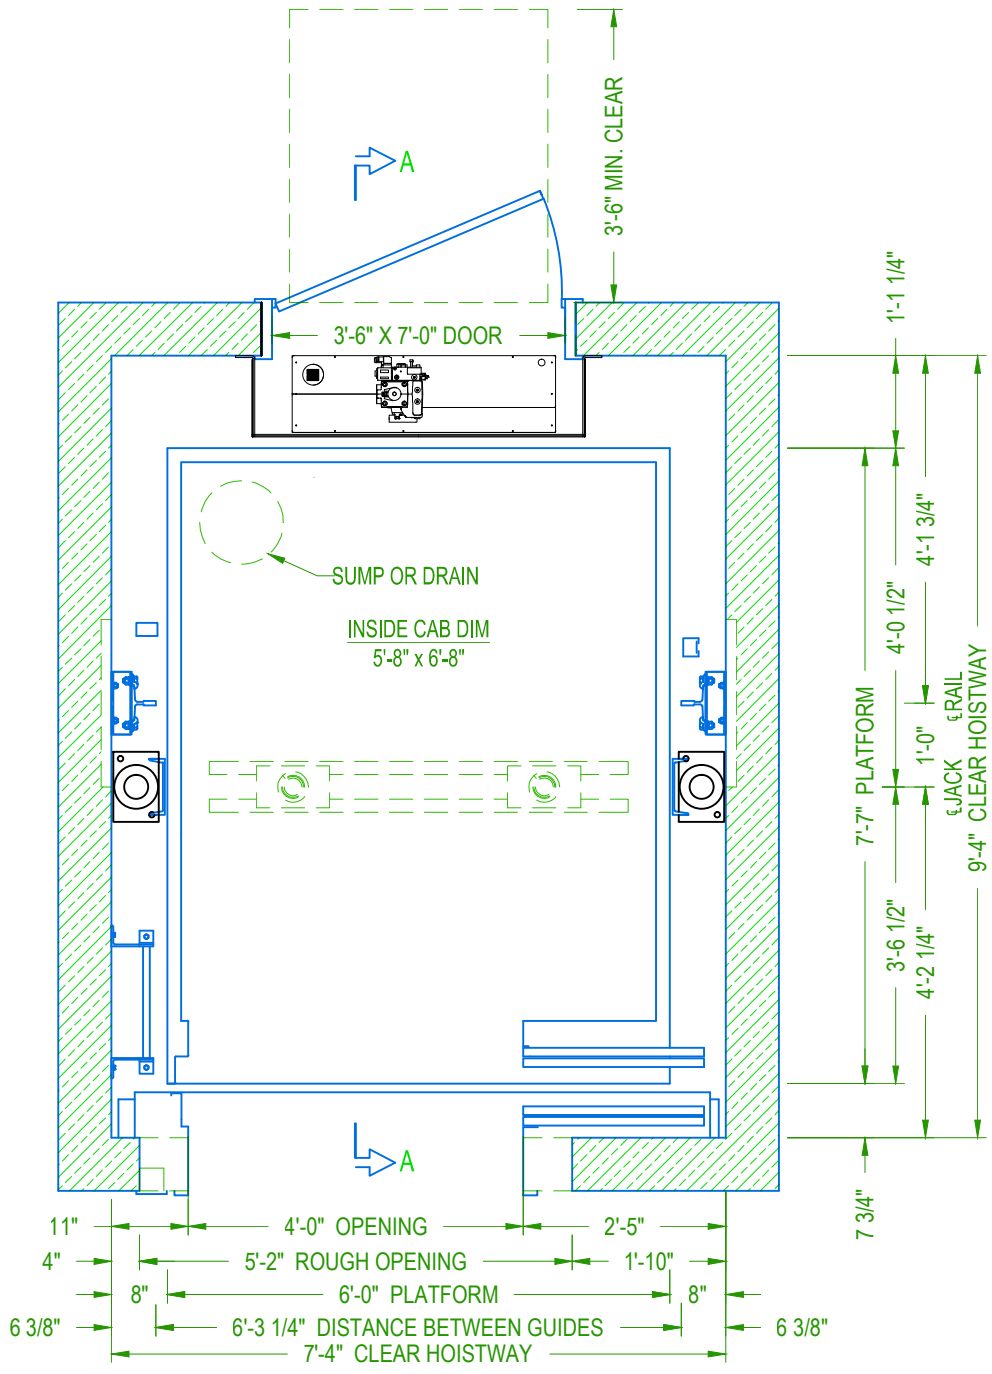 3'-6" MIN. CLEAR
A
1'-1 1/4"
3'-6" X 7'-0" DOOR
4'-1 3/4"
SUMP OR DRAIN
4'-0 1/2"
INSIDE CAB DIM
5'-8" x 6'-8"
7'-7" PLATFORM
℄RAIL
1'-0"
℄JACK
9'-4" CLEAR HOISTWAY
3'-6 1/2"
4'-2 1/4"
A
7 3/4"
11" 4'-0" OPENING 2'-5"
4" 5'-2" ROUGH OPENING 1'-10"
8" 6'-0" PLATFORM 8"
6 3/8" 6'-3 1/4" DISTANCE BETWEEN GUIDES 6 3/8"
7'-4" CLEAR HOISTWAY